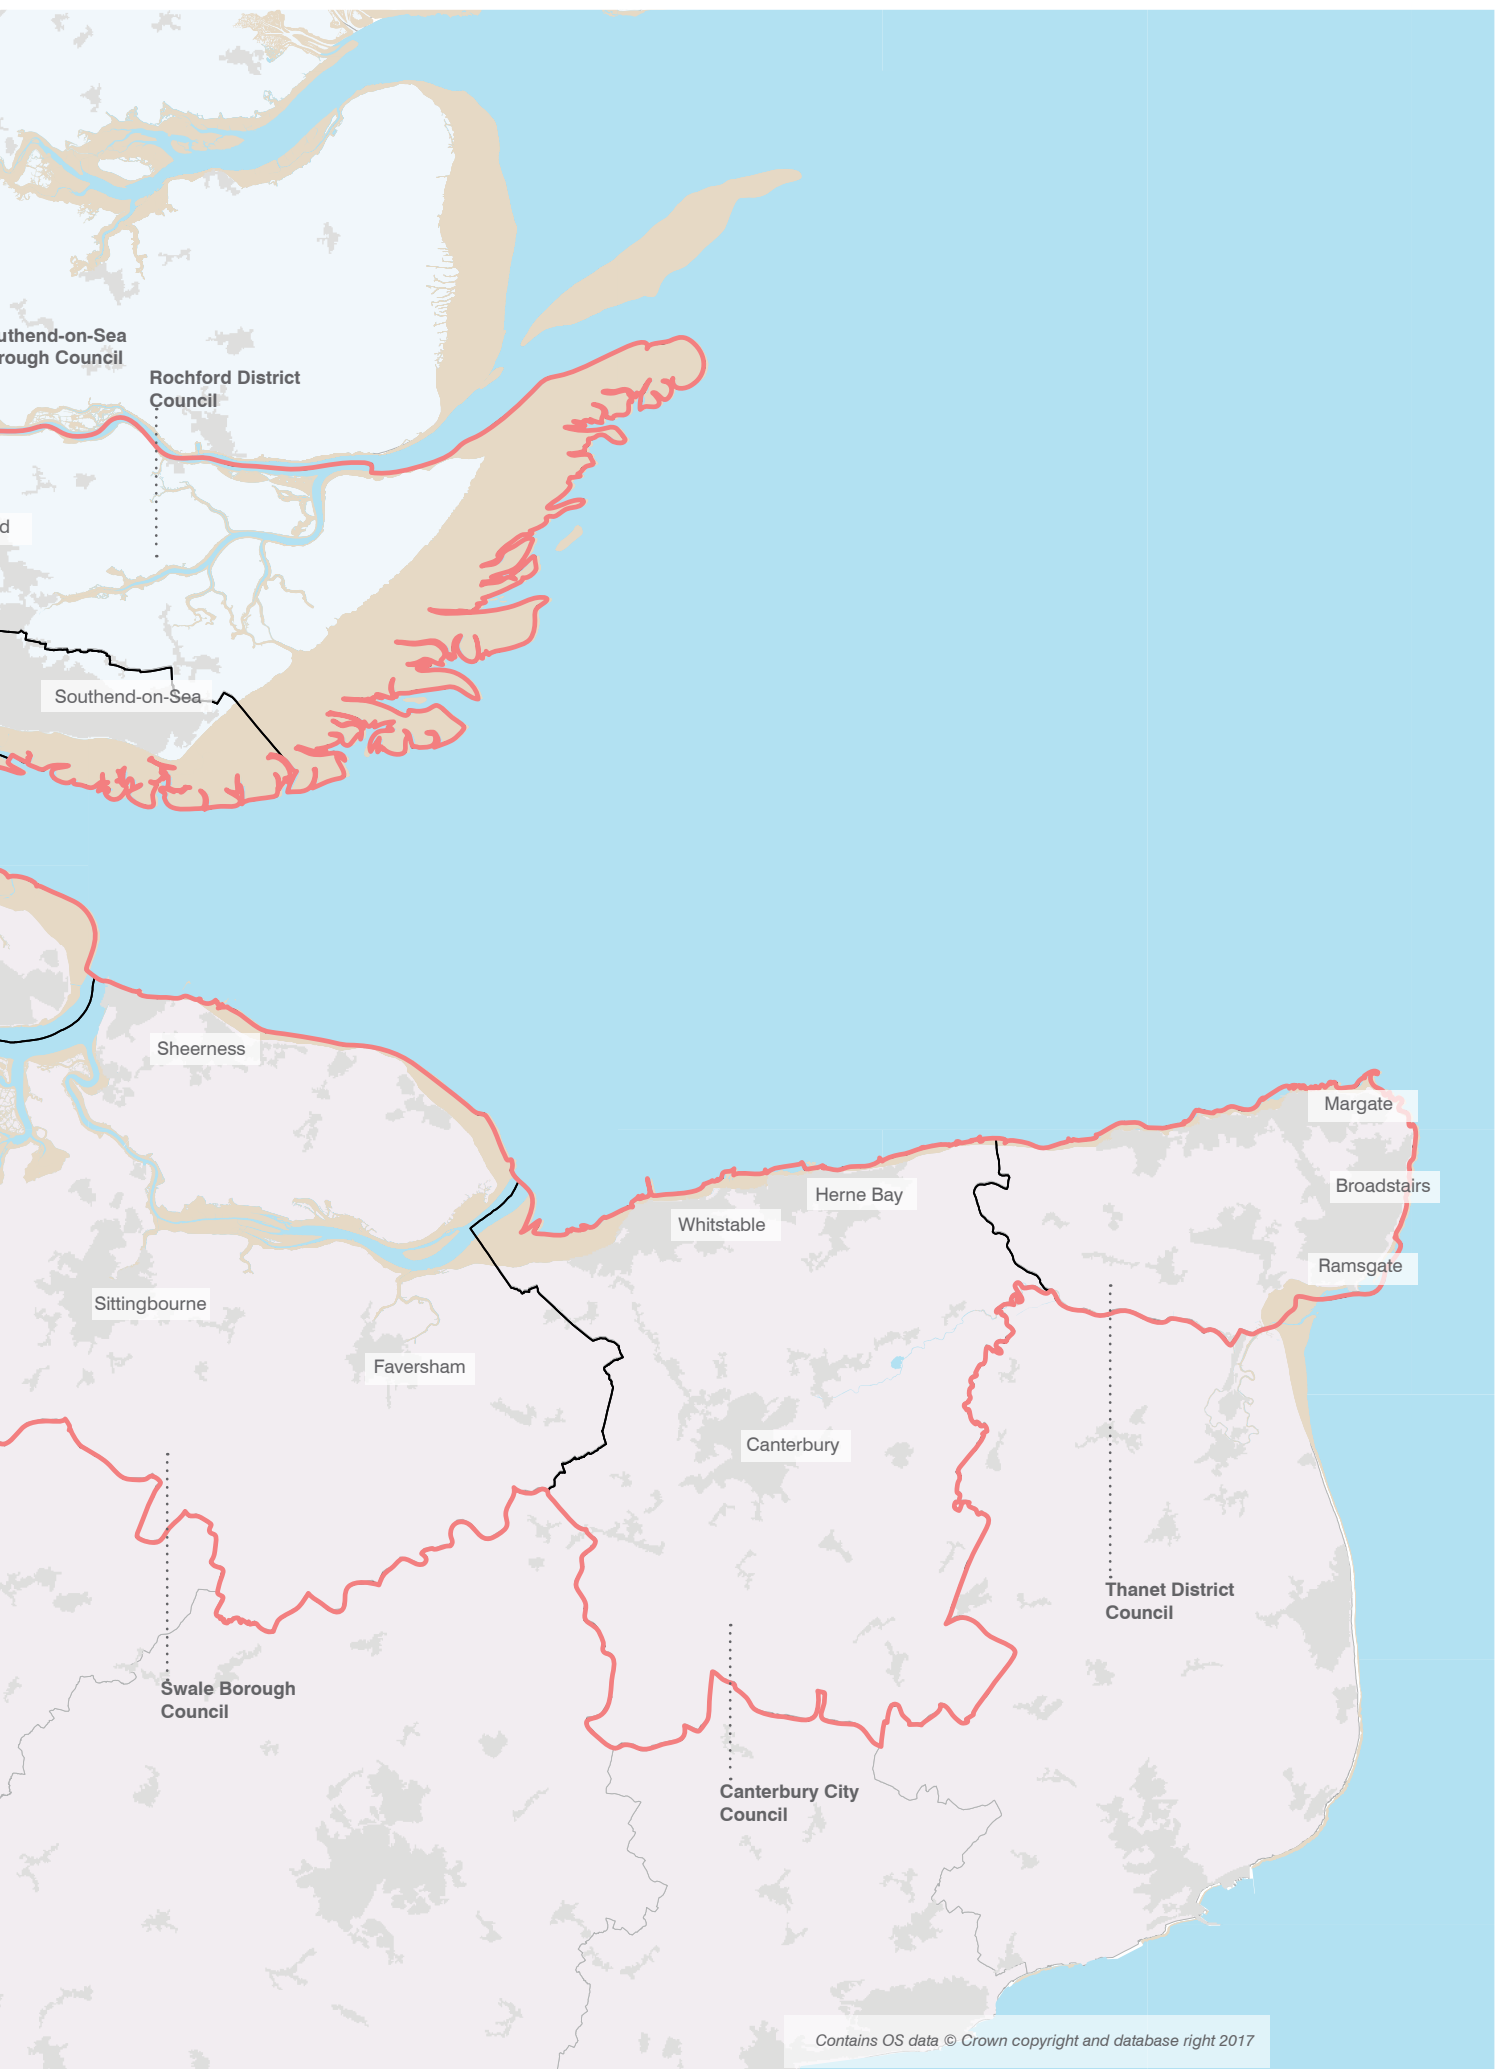 uthend-on-Sea
rough Council
Rochford District
Council
d
Southend-on-Sea
Sheerness
Margate
Broadstairs
Herne Bay
Whitstable
Ramsgate
Sittingbourne
Faversham
Canterbury
Thanet District
Council
Swale Borough
Council
Canterbury City
Council
Contains OS data © Crown copyright and database right 2017